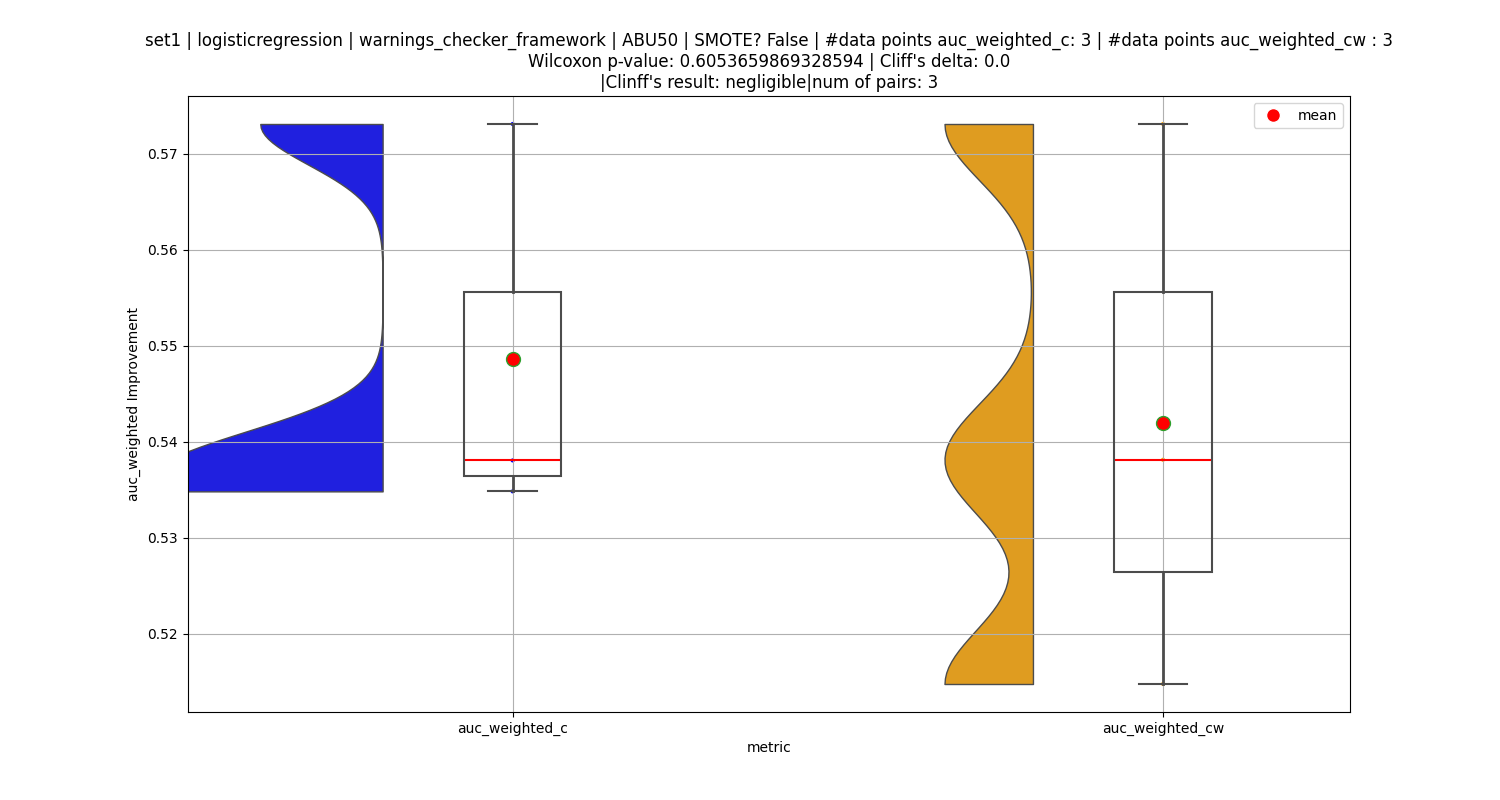 set1 | logisticregression | warnings_checker_framework | ABU50 | SMOTE? False | #data points auc_weighted_c: 3 | #data points auc_weighted_cw : 3
Wilcoxon p-value: 0.6053659869328594 | Cliff's delta: 0.0
|Clinff's result: negligible|num of pairs: 3
mean
0.57
0.56
0.55
0.54
0.53
0.52
auc_weighted Improvement
auc_weighted_c
auc_weighted_cw
metric